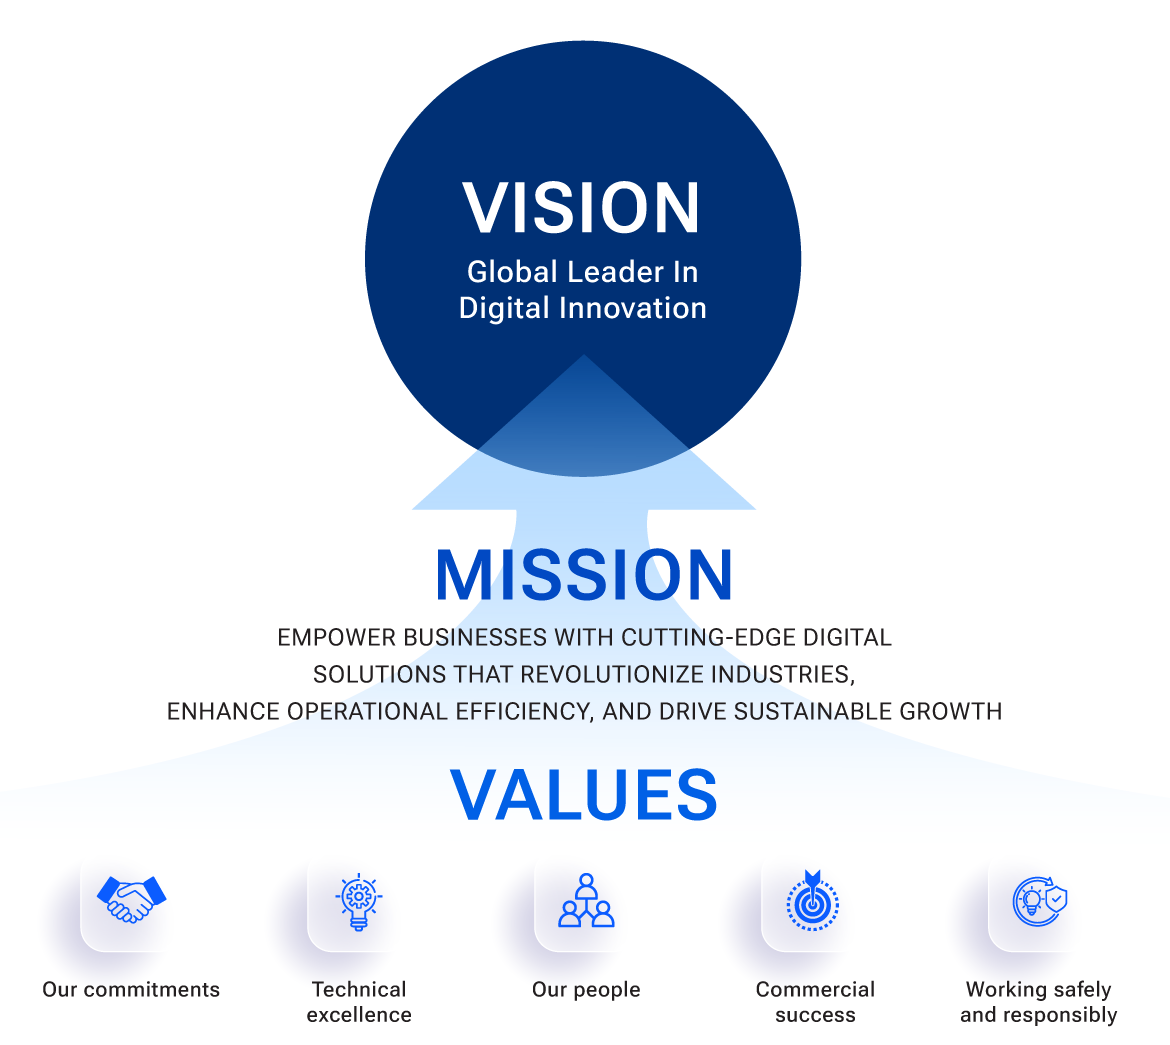 VISION
Global Leader In
Digital Innovation
MISSION
EMPOWER BUSINESSES WITH CUTTING-EDGE DIGITAL
SOLUTIONS THAT REVOLUTIONIZE INDUSTRIES,
ENHANCE OPERATIONAL EFFICIENCY, AND DRIVE SUSTAINABLE GROWTH
VALUES
Our commitments
Technical
excellence
Our people
Commercial
success
Working safely
and responsibly